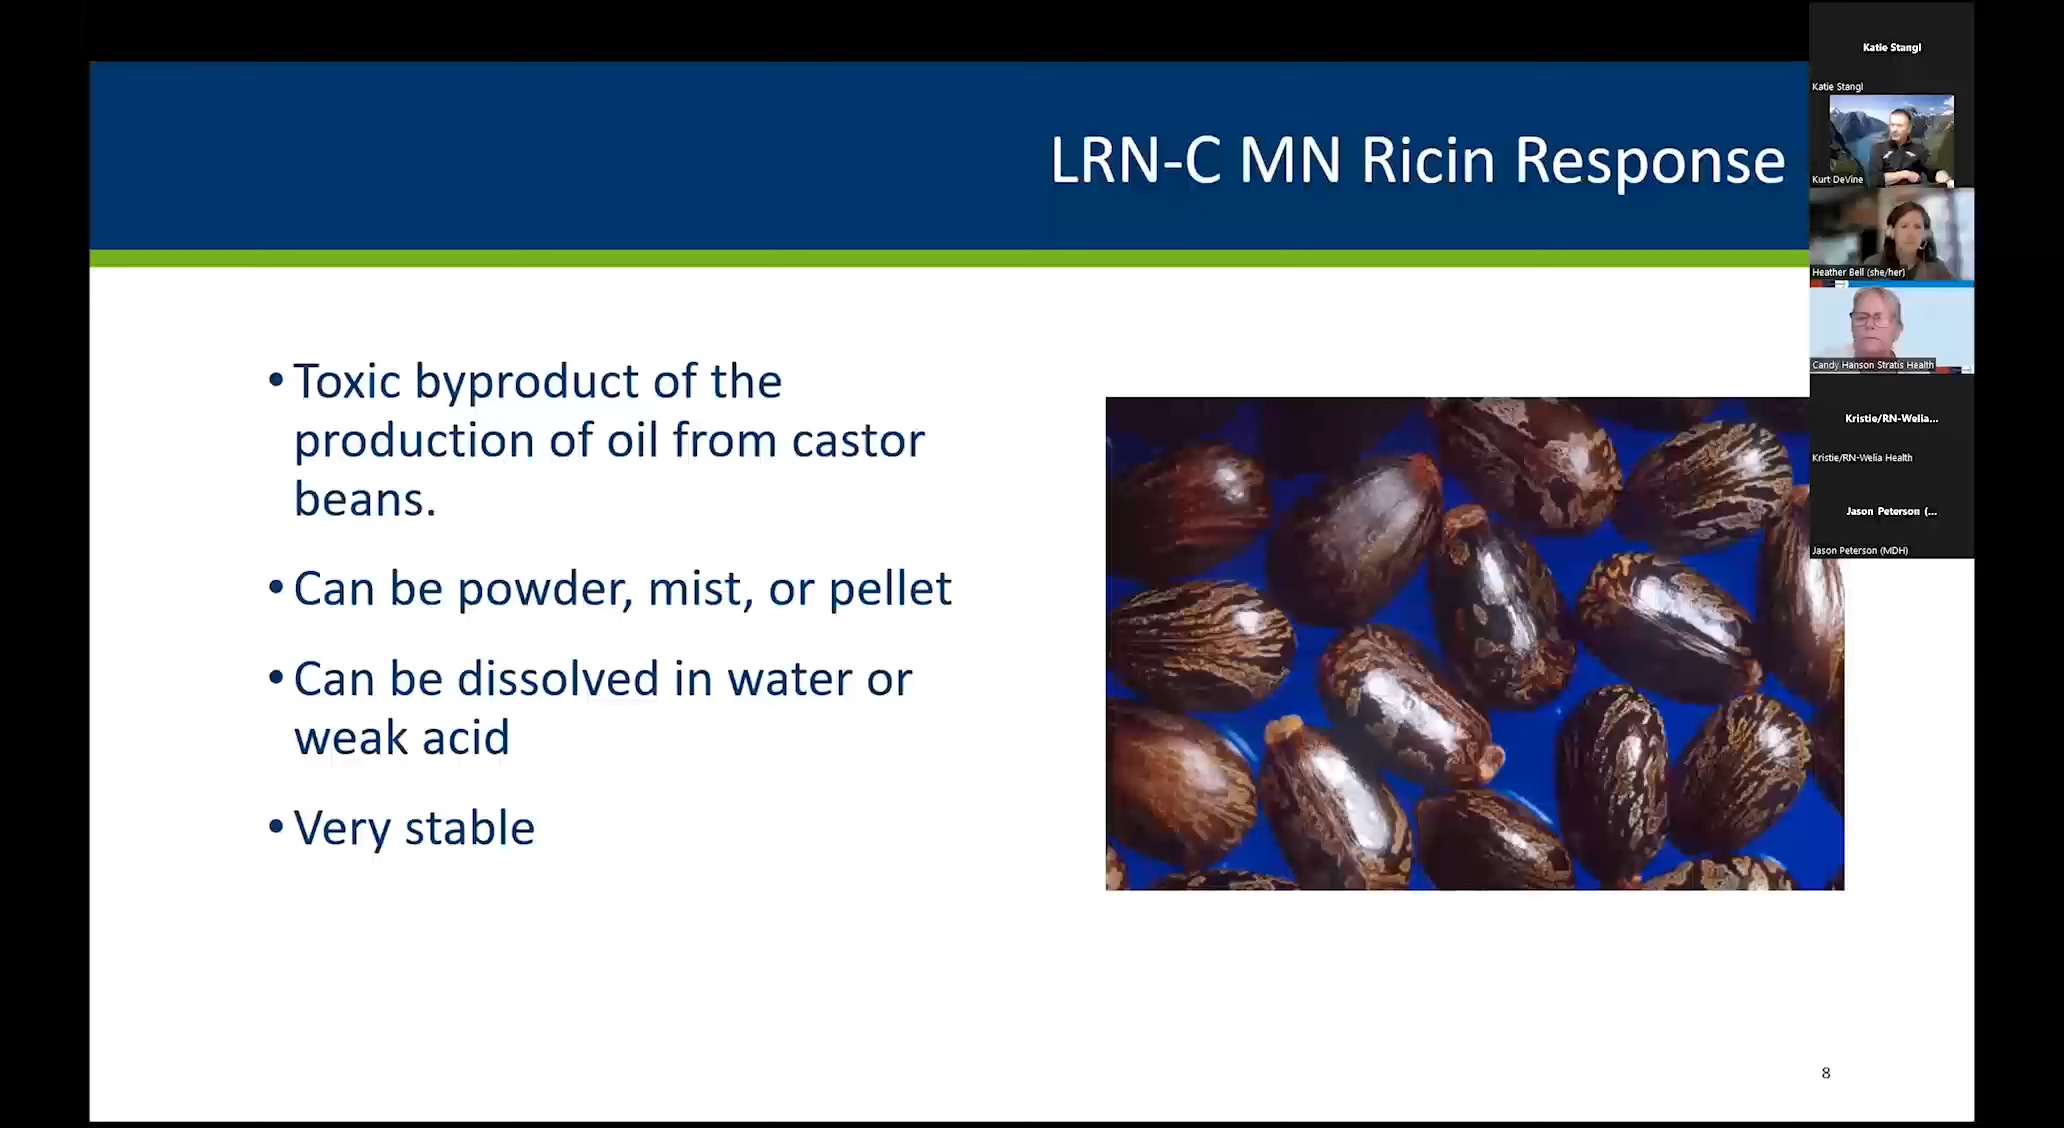 LRN-C MN Ricin Response
• Toxic byproduct of the
production of oil from castor
beans.
• Can be powder, mist, or pellet
• Can be dissolved in water or
weak acid
• Very stable
8
Katie Stangl
Katie Stangl
Kurt DeVine
Heather Bell (she/her)
Candy Hanson Stratis Health
Kristie/RN-Welia...
Kristie/RN-Welia Health
Jason Peterson (...
Jason Peterson (MDH)